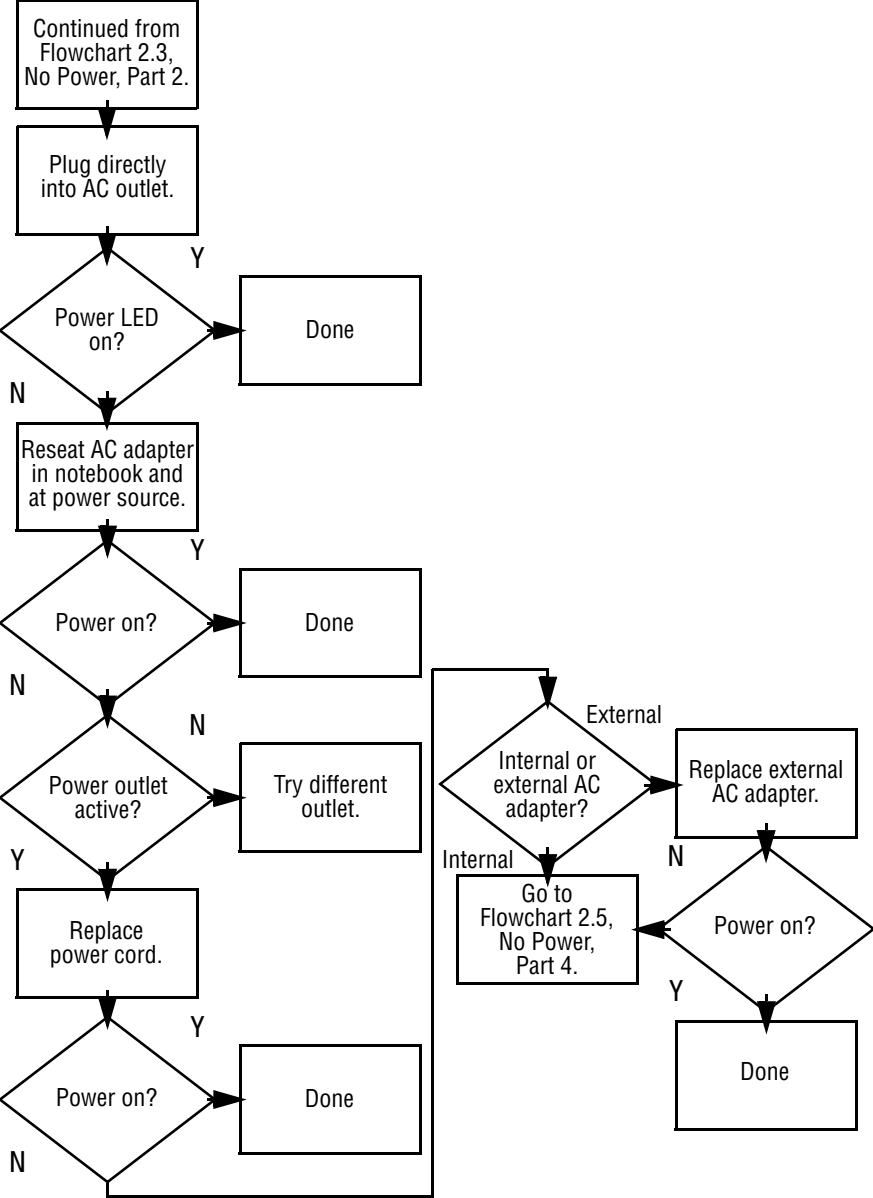 Continued from
Flowchart 2.3,
No Power, Part 2.
Plug directly
into AC outlet.
Y
Power LED
on?
Done
N
Reseat AC adapter
in notebook and
at power source.
Y
Power on?
Done
N
N
Power outlet
active?
Try different
outlet.
Y
Replace
power cord.
Y
Power on?
Done
N
External
Internal or
external AC
adapter?
Replace external
AC adapter.
Internal
N
Go to
Flowchart 2.5,
No Power,
Part 4.
Power on?
Y
Done